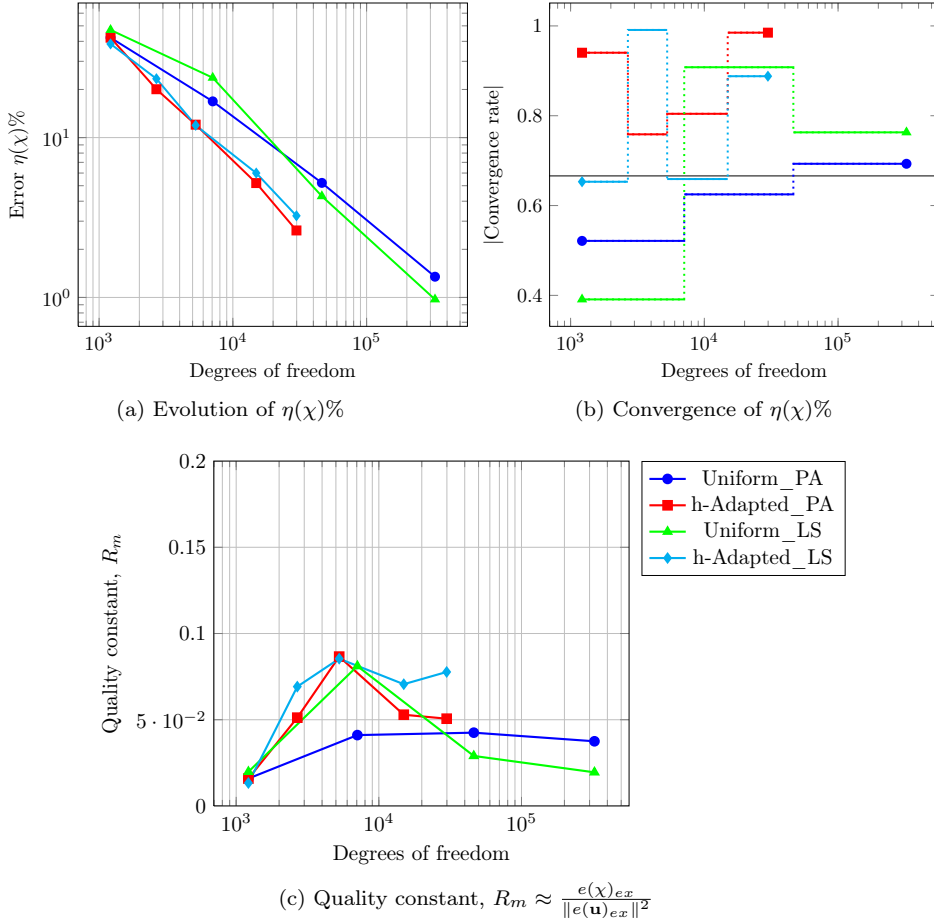 Error η(χ)%
10^1
10^0
10^3 10^4 10^5
Degrees of freedom
(a) Evolution of η(χ)%
|Convergence rate|
1
0.8
0.6
0.4
10^3 10^4 10^5
Degrees of freedom
(b) Convergence of η(χ)%
Quality constant, R_m
0.2
0.15
0.1
5 · 10^−2
0
10^3 10^4 10^5
Degrees of freedom
Uniform_PA
h-Adapted_PA
Uniform_LS
h-Adapted_LS
(c) Quality constant, R_m ≈ e(χ)_ex / ‖e(u)_ex‖^2